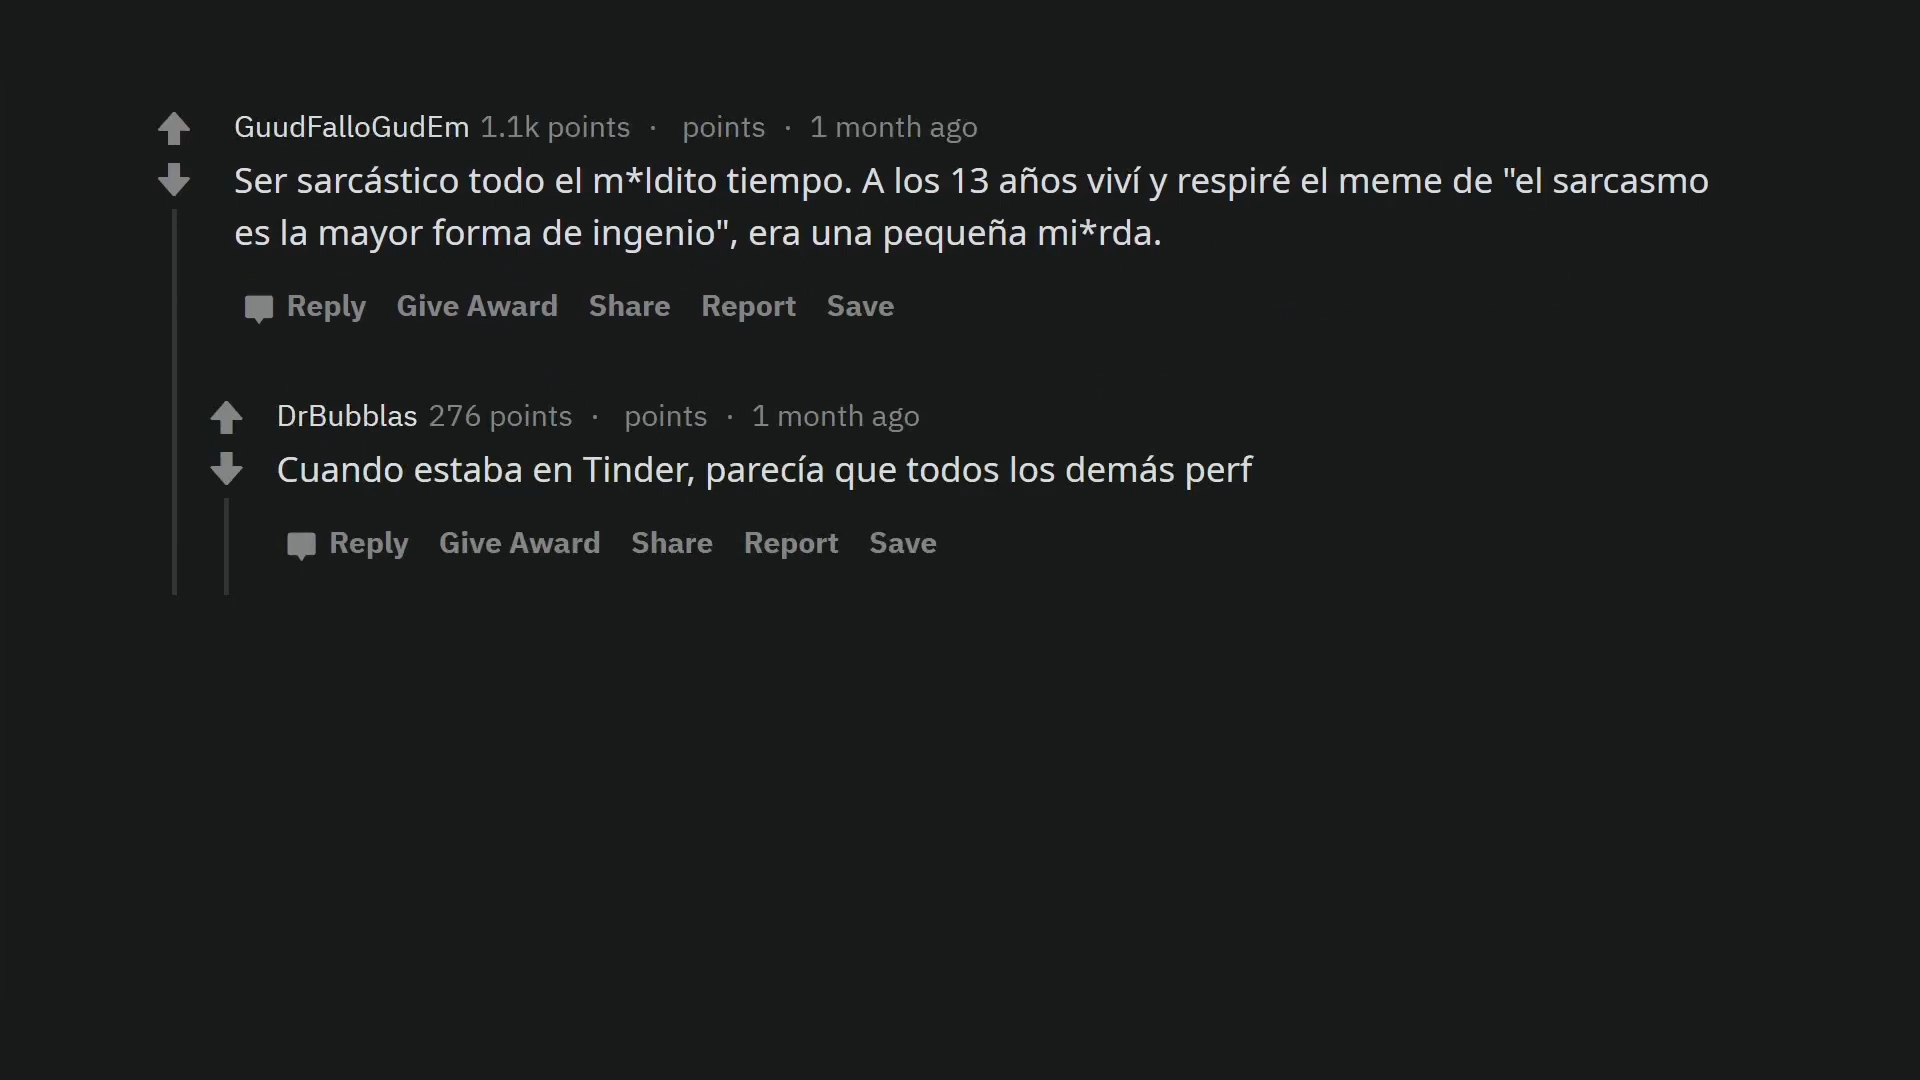 GuudFalloGudEm 1.1k points · points · 1 month ago
Ser sarcástico todo el m*ldito tiempo. A los 13 años viví y respiré el meme de "el sarcasmo
es la mayor forma de ingenio", era una pequeña mi*rda.
Reply Give Award Share Report Save
DrBubblas 276 points · points · 1 month ago
Cuando estaba en Tinder, parecía que todos los demás perf
Reply Give Award Share Report Save